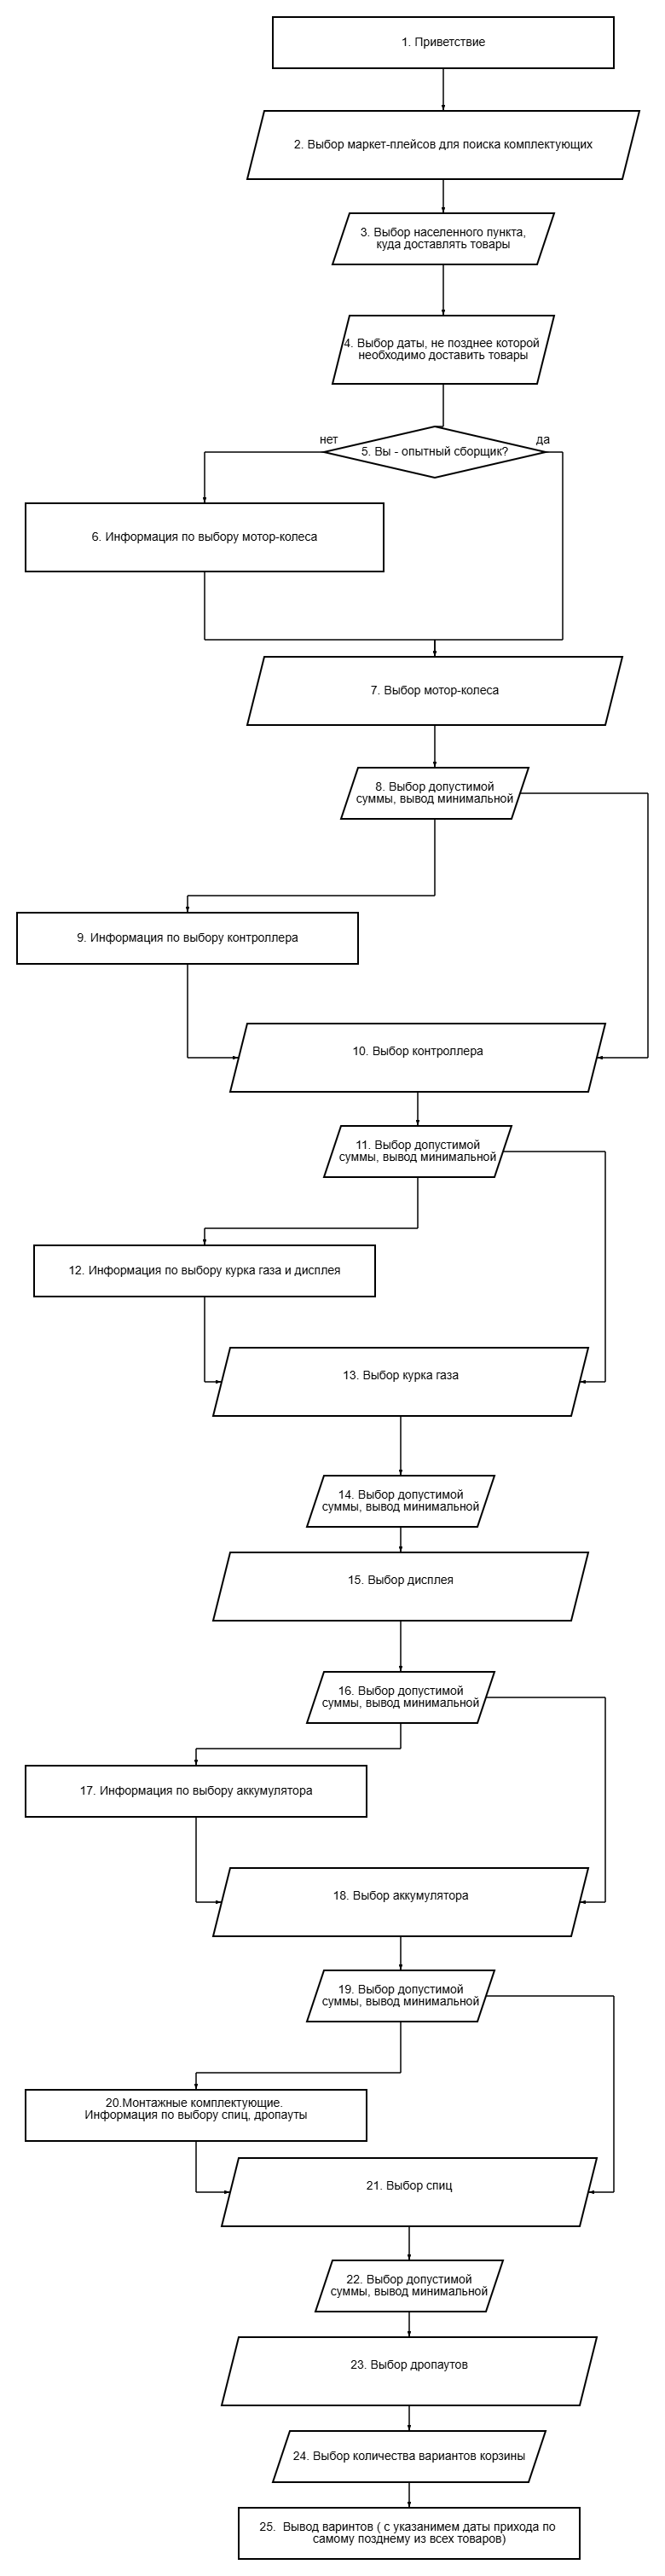 1. Приветствие
2. Выбор маркет-плейсов для поиска комплектующих
3. Выбор населенного пункта,
куда доставлять товары
4. Выбор даты, не позднее которой
необходимо доставить товары
нет
да
5. Вы - опытный сборщик?
6. Информация по выбору мотор-колеса
7. Выбор мотор-колеса
8. Выбор допустимой
суммы, вывод минимальной
9. Информация по выбору контроллера
10. Выбор контроллера
11. Выбор допустимой
суммы, вывод минимальной
12. Информация по выбору курка газа и дисплея
13. Выбор курка газа
14. Выбор допустимой
суммы, вывод минимальной
15. Выбор дисплея
16. Выбор допустимой
суммы, вывод минимальной
17. Информация по выбору аккумулятора
18. Выбор аккумулятора
19. Выбор допустимой
суммы, вывод минимальной
20.Монтажные комплектующие.
Информация по выбору спиц, дропауты
21. Выбор спиц
22. Выбор допустимой
суммы, вывод минимальной
23. Выбор дропаутов
24. Выбор количества вариантов корзины
25. Вывод варинтов ( с указанимем даты прихода по
самому позднему из всех товаров)